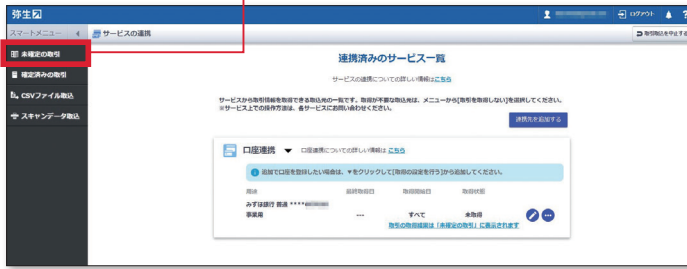 弥生
ログアウト
?
スマートメニュー
サービスの連携
取引取込を中止する
未確定の取引
確定済みの取引
CSVファイル取込
スキャンデータ取込
連携済みのサービス一覧
サービスの連携についての詳しい情報はこちら
サービスから取引情報を取得できる取込先の一覧です。取得が不要な取込先は、メニューから[取引を取得しない]を選択してください。
※サービス上での操作方法は、各サービスにお問い合わせください。
連携先を追加する
口座連携 ▼ 口座連携についての詳しい情報は こちら
追加で口座を登録したい場合は、▼をクリックして[取得の設定を行う]から追加してください。
用途 最終取得日 取得開始日 取得状態
みずほ銀行 普通 ****
事業用 --- すべて 未取得
取引の取得結果は「未確定の取引」に表示されます